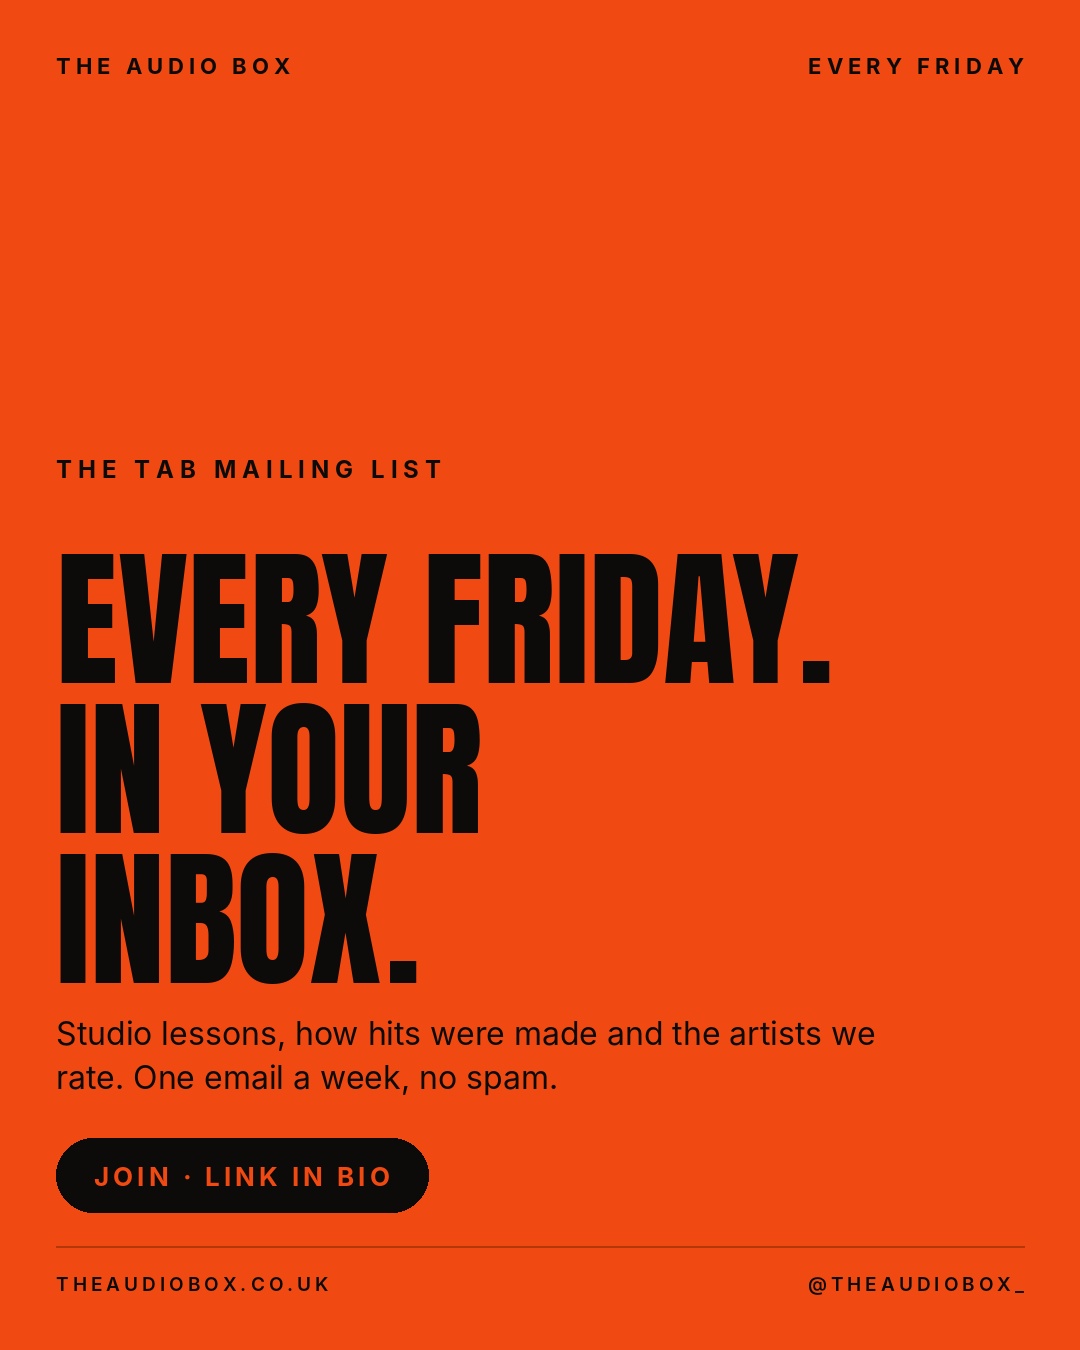 THE AUDIO BOX
EVERY FRIDAY
THE TAB MAILING LIST
EVERY FRIDAY.
IN YOUR
INBOX.
Studio lessons, how hits were made and the artists we
rate. One email a week, no spam.
JOIN · LINK IN BIO
THEAUDIOBOX.CO.UK
@THEAUDIOBOX_